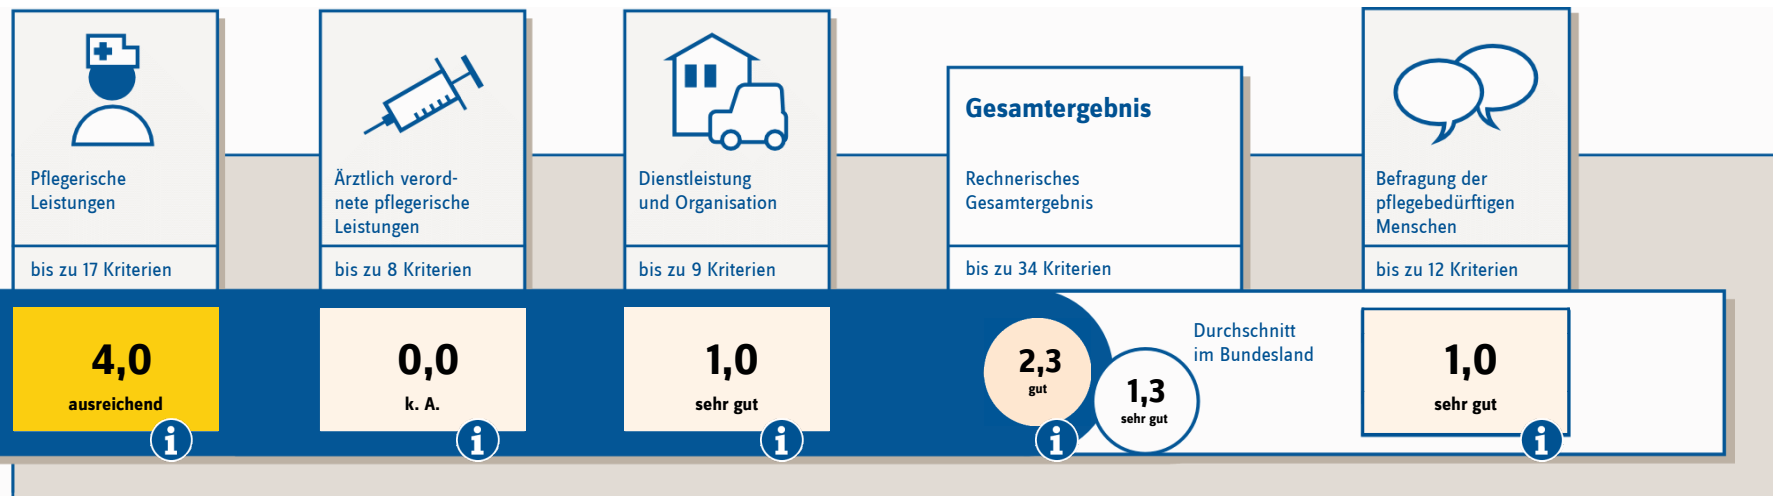 Pflegerische
Leistungen
bis zu 17 Kriterien
4,0
ausreichend
i
Ärztlich verord-
nete pflegerische
Leistungen
bis zu 8 Kriterien
0,0
k. A.
i
Dienstleistung
und Organisation
bis zu 9 Kriterien
1,0
sehr gut
i
Gesamtergebnis
Rechnerisches
Gesamtergebnis
bis zu 34 Kriterien
2,3
gut
i
Durchschnitt
im Bundesland
1,3
sehr gut
Befragung der
pflegebedürftigen
Menschen
bis zu 12 Kriterien
1,0
sehr gut
i